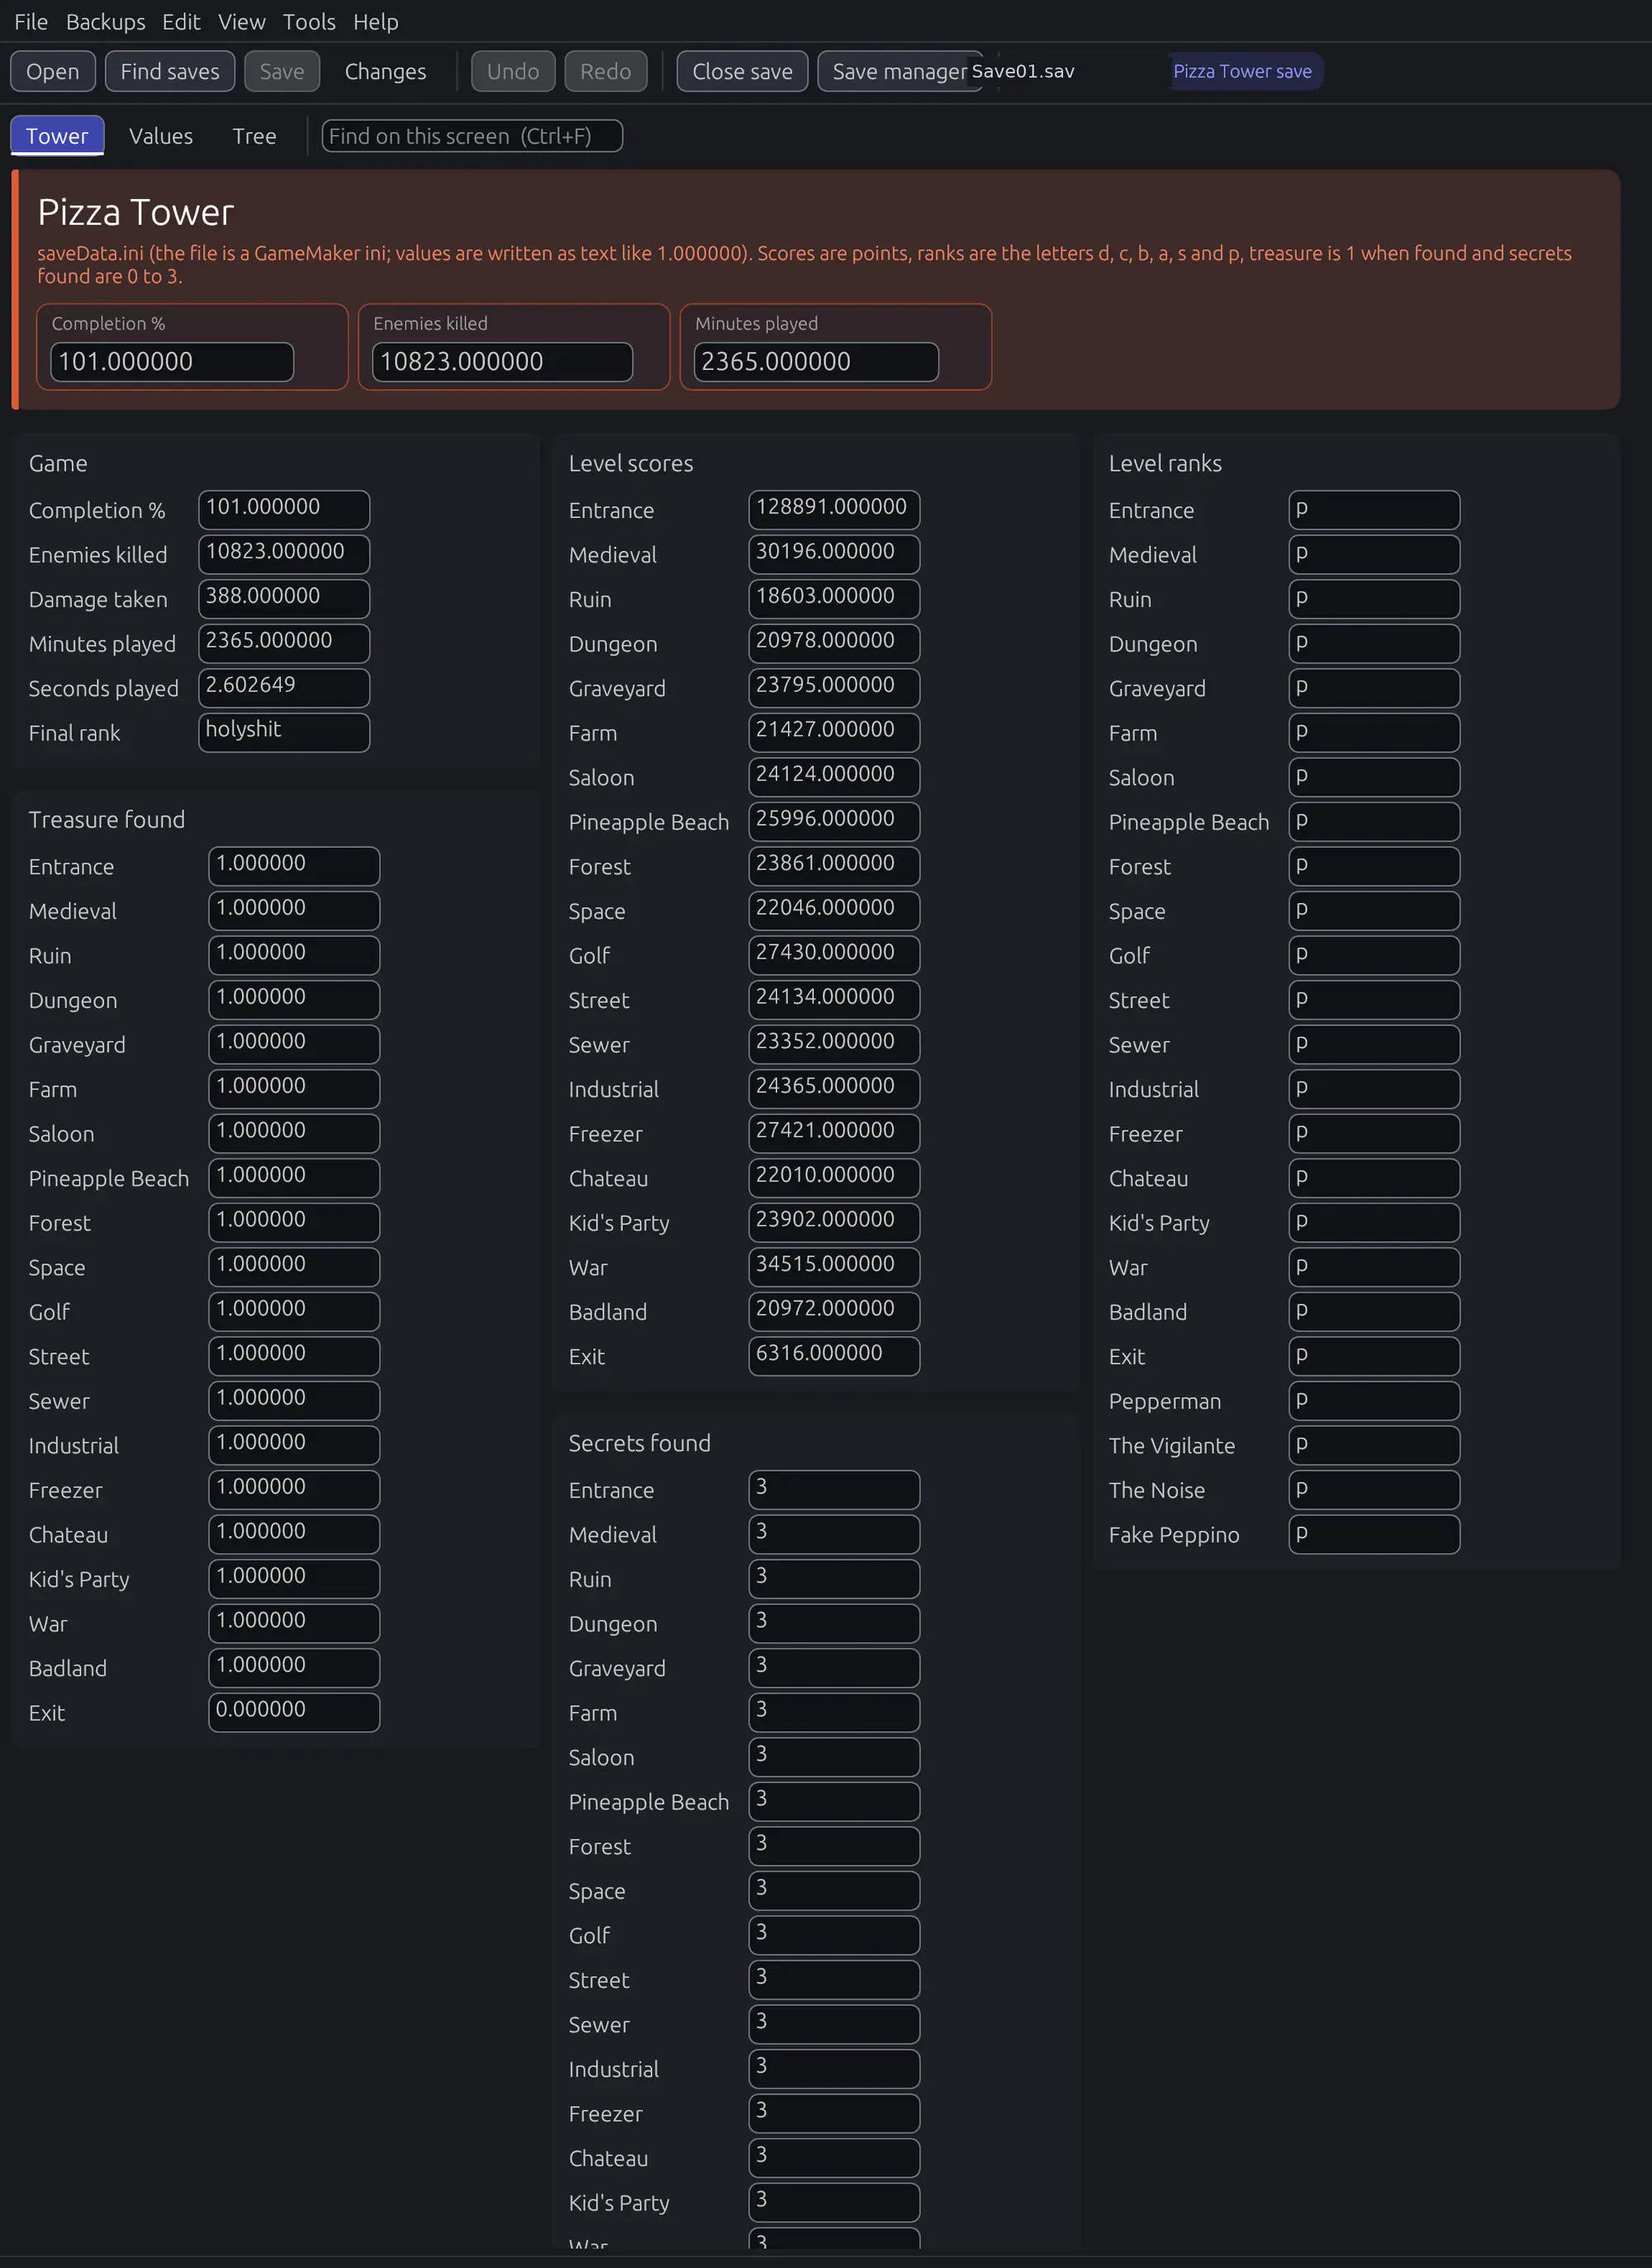 File Backups Edit View Tools Help
Open Find saves Save Changes Undo Redo Close save Save manager Save01.sav Pizza Tower save
Tower Values Tree Find on this screen (Ctrl+F)
Pizza Tower
saveData.ini (the file is a GameMaker ini; values are written as text like 1.000000). Scores are points, ranks are the letters d, c, b, a, s and p, treasure is 1 when found and secrets
found are 0 to 3.
Completion % Enemies killed Minutes played
101.000000 10823.000000 2365.000000
Game
Completion % 101.000000
Enemies killed 10823.000000
Damage taken 388.000000
Minutes played 2365.000000
Seconds played 2.602649
Final rank holyshit
Treasure found
Entrance 1.000000
Medieval 1.000000
Ruin 1.000000
Dungeon 1.000000
Graveyard 1.000000
Farm 1.000000
Saloon 1.000000
Pineapple Beach 1.000000
Forest 1.000000
Space 1.000000
Golf 1.000000
Street 1.000000
Sewer 1.000000
Industrial 1.000000
Freezer 1.000000
Chateau 1.000000
Kid's Party 1.000000
War 1.000000
Badland 1.000000
Exit 0.000000
Level scores
Entrance 128891.000000
Medieval 30196.000000
Ruin 18603.000000
Dungeon 20978.000000
Graveyard 23795.000000
Farm 21427.000000
Saloon 24124.000000
Pineapple Beach 25996.000000
Forest 23861.000000
Space 22046.000000
Golf 27430.000000
Street 24134.000000
Sewer 23352.000000
Industrial 24365.000000
Freezer 27421.000000
Chateau 22010.000000
Kid's Party 23902.000000
War 34515.000000
Badland 20972.000000
Exit 6316.000000
Secrets found
Entrance 3
Medieval 3
Ruin 3
Dungeon 3
Graveyard 3
Farm 3
Saloon 3
Pineapple Beach 3
Forest 3
Space 3
Golf 3
Street 3
Sewer 3
Industrial 3
Freezer 3
Chateau 3
Kid's Party 3
War 3
Level ranks
Entrance p
Medieval p
Ruin p
Dungeon p
Graveyard p
Farm p
Saloon p
Pineapple Beach p
Forest p
Space p
Golf p
Street p
Sewer p
Industrial p
Freezer p
Chateau p
Kid's Party p
War p
Badland p
Exit p
Pepperman p
The Vigilante p
The Noise p
Fake Peppino p